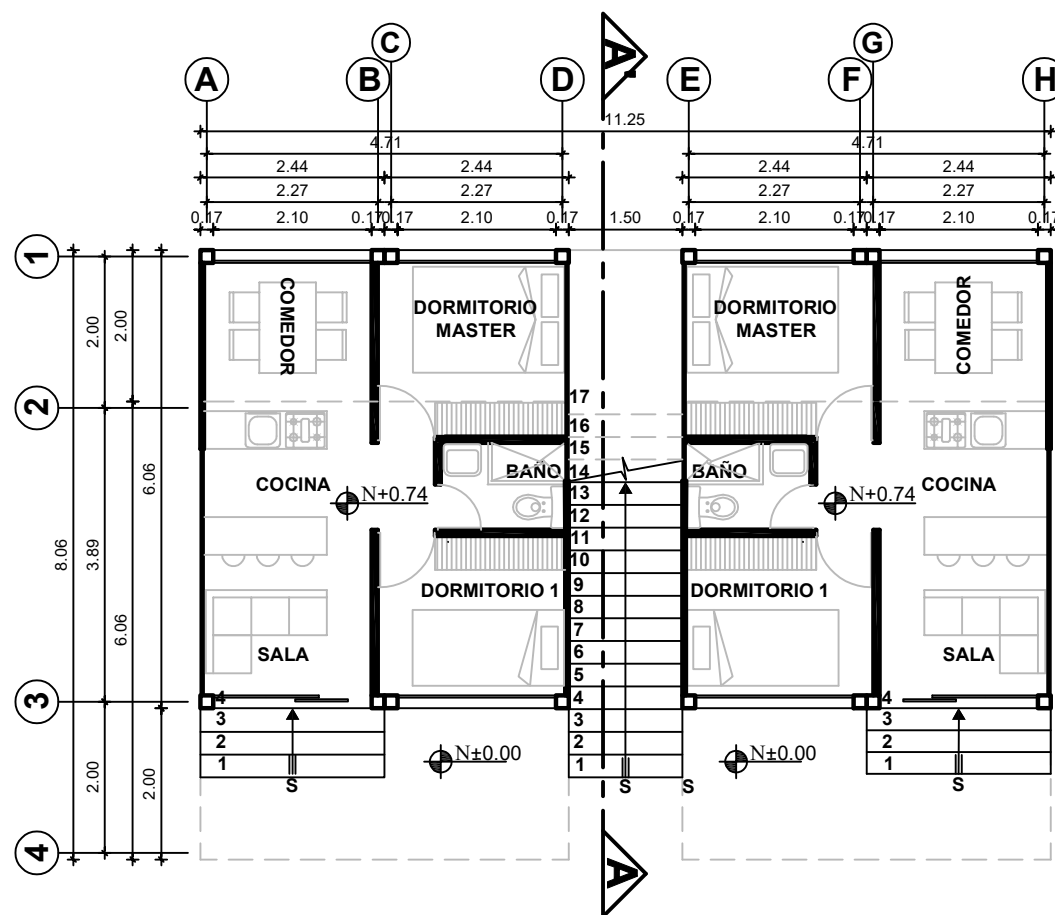 C G
A B D A. E F H
11.25
4.71 4.71
2.44 2.44 2.44 2.44
2.27 2.27 2.27 2.27
0.17 2.10 0.17 0.17 2.10 0.17 1.50 0.17 2.10 0.17 0.17 2.10 0.17
1
2
3
4
8.06
2.00
3.89
2.00
2.00
6.06
6.06
2.00
COMEDOR
DORMITORIO
MASTER
COCINA
N+0.74
BAÑO
DORMITORIO 1
SALA
17
16
15
14
13
12
11
10
9
8
7
6
5
4
3
2
1
S
S
DORMITORIO
MASTER
COMEDOR
BAÑO
N+0.74
COCINA
DORMITORIO 1
SALA
4
3
2
1
S
N±0.00
N±0.00
4
3
2
1
S
A